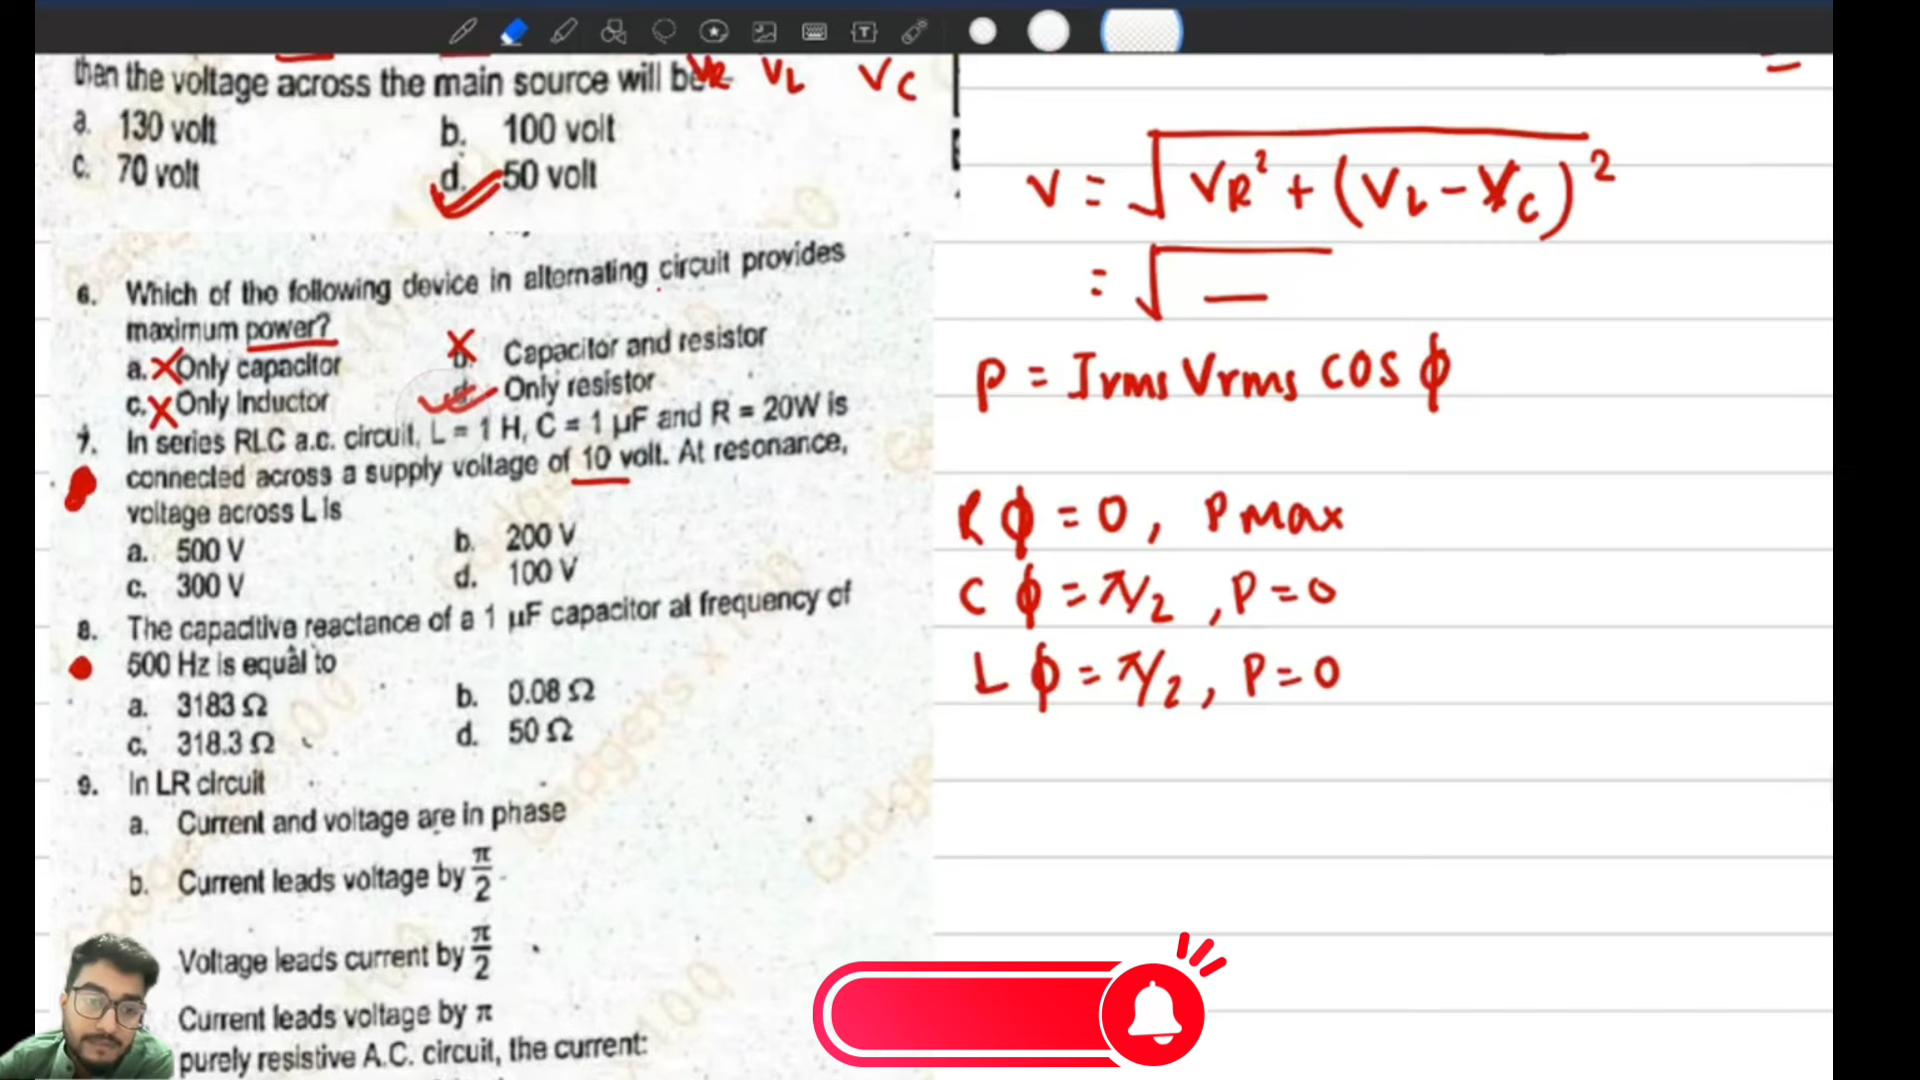 then the voltage across the main source will be VR VL VC
a. 130 volt b. 100 volt
c. 70 volt d. 50 volt
6. Which of the following device in alternating circuit provides
maximum power?
a. Only capacitor b. Capacitor and resistor
c. Only Inductor d. Only resistor
7. In series RLC a.c. circuit, L = 1 H, C = 1 μF and R = 20W is
connected across a supply voltage of 10 volt. At resonance,
voltage across L is
a. 500 V b. 200 V
c. 300 V d. 100 V
8. The capacitive reactance of a 1 μF capacitor at frequency of
500 Hz is equal to
a. 3183 Ω b. 0.08 Ω
c. 318.3 Ω d. 50 Ω
9. In LR circuit
a. Current and voltage are in phase
b. Current leads voltage by π/2
Voltage leads current by π/2
Current leads voltage by π
purely resistive A.C. circuit, the current:
V = √VR² + (VL - VC)²
= √
P = Irms Vrms cos ϕ
R ϕ = 0, Pmax
C ϕ = π/2, P = 0
L ϕ = π/2, P = 0